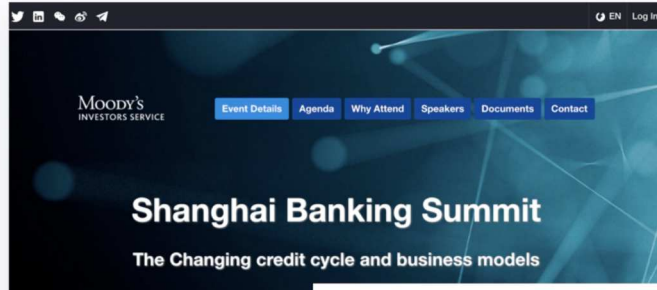 EN Log In
MOODY'S
INVESTORS SERVICE
Event Details Agenda Why Attend Speakers Documents Contact
Shanghai Banking Summit
The Changing credit cycle and business models